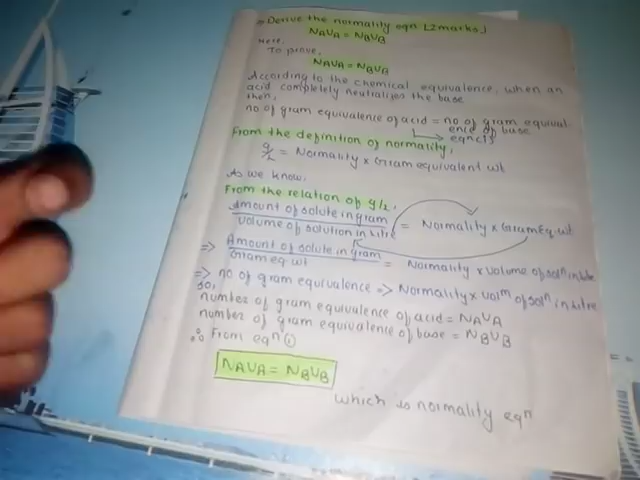 → Derive the normality eqn [2marks]
NAVA = NBVB
Here,
To prove,
NAVA = NBVB
According to the chemical equivalence, when an
acid completely neutralizes the base
then,
no of gram equivalence of acid = no of gram equival-
ence of base
eqn(1)
From the definition of normality,
g/L = Normality x Gram equivalent wt
As we know,
From the relation of g/L,
Amount of solute in gram
Volume of solution in litre = Normality x Gram Eq. wt
⇒ Amount of solute in gram
Gram eq wt = Normality x volume of soln in litre
⇒ no of gram equivalence ⇒ Normality x volm of soln in litre
so,
number of gram equivalence of acid = NAVA
number of gram equivalence of base = NBVB
∴ From eqn (1)
NAVA = NBVB
which is normality eqn